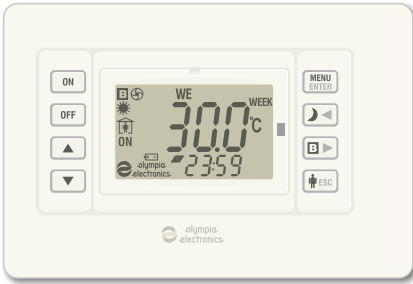 ON
OFF
B
WE
WEEK
30.0
°C
ON
olympia
electronics
23:59
MENU
ENTER
B
ESC
olympia
electronics